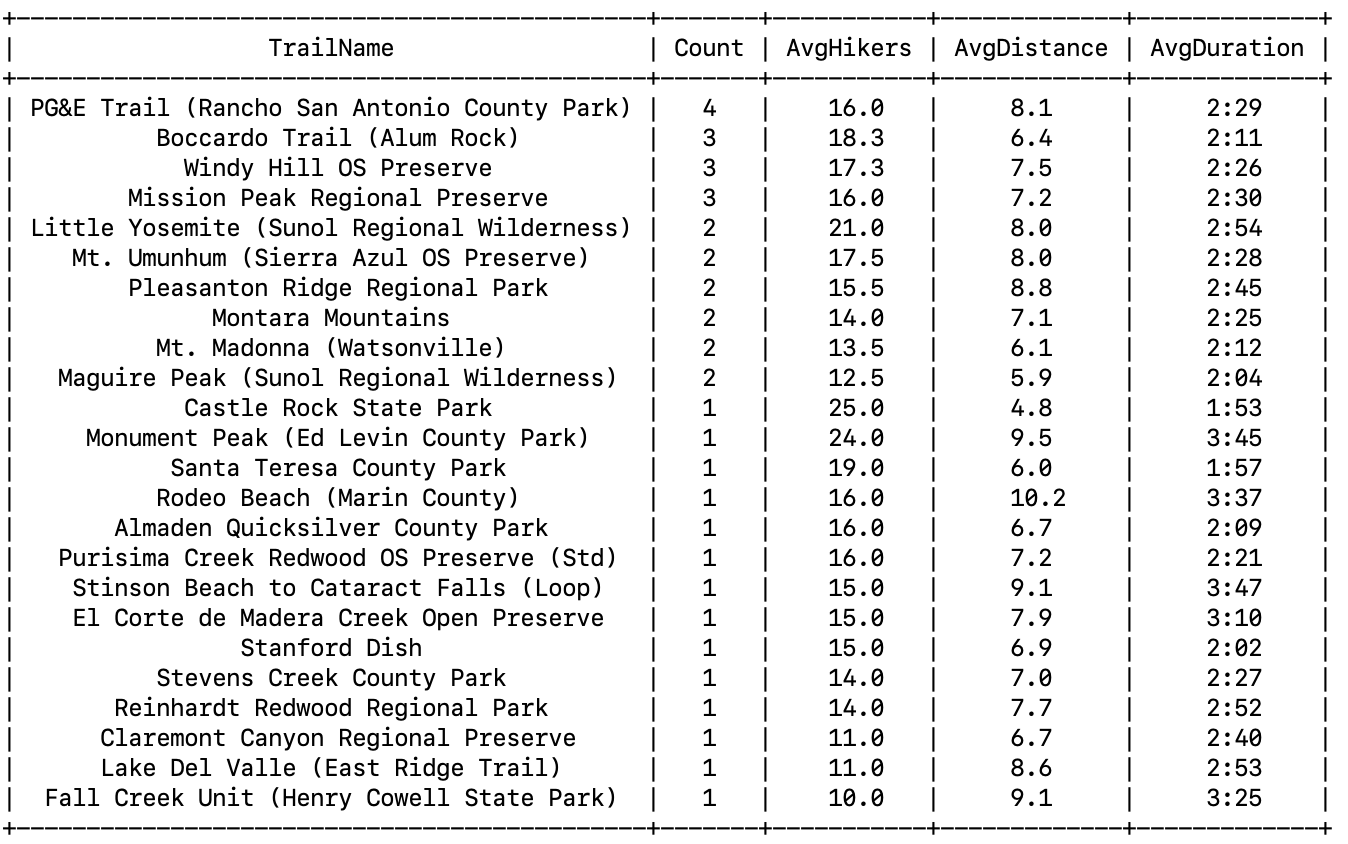 | TrailName | Count | AvgHikers | AvgDistance | AvgDuration |
| PG&E Trail (Rancho San Antonio County Park) | 4 | 16.0 | 8.1 | 2:29 |
| Boccardo Trail (Alum Rock) | 3 | 18.3 | 6.4 | 2:11 |
| Windy Hill OS Preserve | 3 | 17.3 | 7.5 | 2:26 |
| Mission Peak Regional Preserve | 3 | 16.0 | 7.2 | 2:30 |
| Little Yosemite (Sunol Regional Wilderness) | 2 | 21.0 | 8.0 | 2:54 |
| Mt. Umunhum (Sierra Azul OS Preserve) | 2 | 17.5 | 8.0 | 2:28 |
| Pleasanton Ridge Regional Park | 2 | 15.5 | 8.8 | 2:45 |
| Montara Mountains | 2 | 14.0 | 7.1 | 2:25 |
| Mt. Madonna (Watsonville) | 2 | 13.5 | 6.1 | 2:12 |
| Maguire Peak (Sunol Regional Wilderness) | 2 | 12.5 | 5.9 | 2:04 |
| Castle Rock State Park | 1 | 25.0 | 4.8 | 1:53 |
| Monument Peak (Ed Levin County Park) | 1 | 24.0 | 9.5 | 3:45 |
| Santa Teresa County Park | 1 | 19.0 | 6.0 | 1:57 |
| Rodeo Beach (Marin County) | 1 | 16.0 | 10.2 | 3:37 |
| Almaden Quicksilver County Park | 1 | 16.0 | 6.7 | 2:09 |
| Purisima Creek Redwood OS Preserve (Std) | 1 | 16.0 | 7.2 | 2:21 |
| Stinson Beach to Cataract Falls (Loop) | 1 | 15.0 | 9.1 | 3:47 |
| El Corte de Madera Creek Open Preserve | 1 | 15.0 | 7.9 | 3:10 |
| Stanford Dish | 1 | 15.0 | 6.9 | 2:02 |
| Stevens Creek County Park | 1 | 14.0 | 7.0 | 2:27 |
| Reinhardt Redwood Regional Park | 1 | 14.0 | 7.7 | 2:52 |
| Claremont Canyon Regional Preserve | 1 | 11.0 | 6.7 | 2:40 |
| Lake Del Valle (East Ridge Trail) | 1 | 11.0 | 8.6 | 2:53 |
| Fall Creek Unit (Henry Cowell State Park) | 1 | 10.0 | 9.1 | 3:25 |